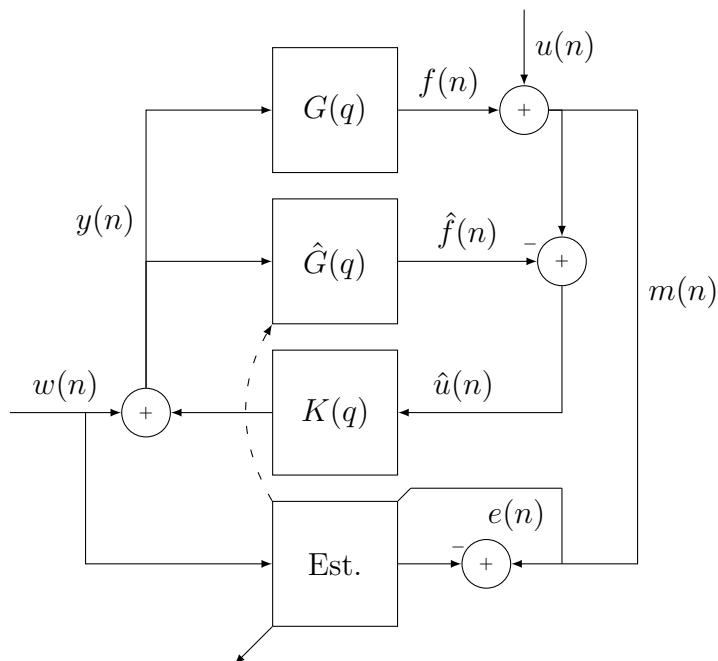 u(n)
G(q)
f(n)
+
y(n)
Ĝ(q)
f̂(n)
−
+
m(n)
w(n)
+
K(q)
û(n)
e(n)
Est.
−
+